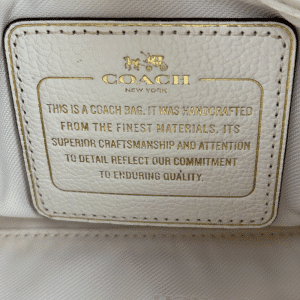 COACH
NEW YORK
THIS IS A COACH BAG. IT WAS HANDCRAFTED
FROM THE FINEST MATERIALS. ITS
SUPERIOR CRAFTSMANSHIP AND ATTENTION
TO DETAIL REFLECT OUR COMMITMENT
TO ENDURING QUALITY.